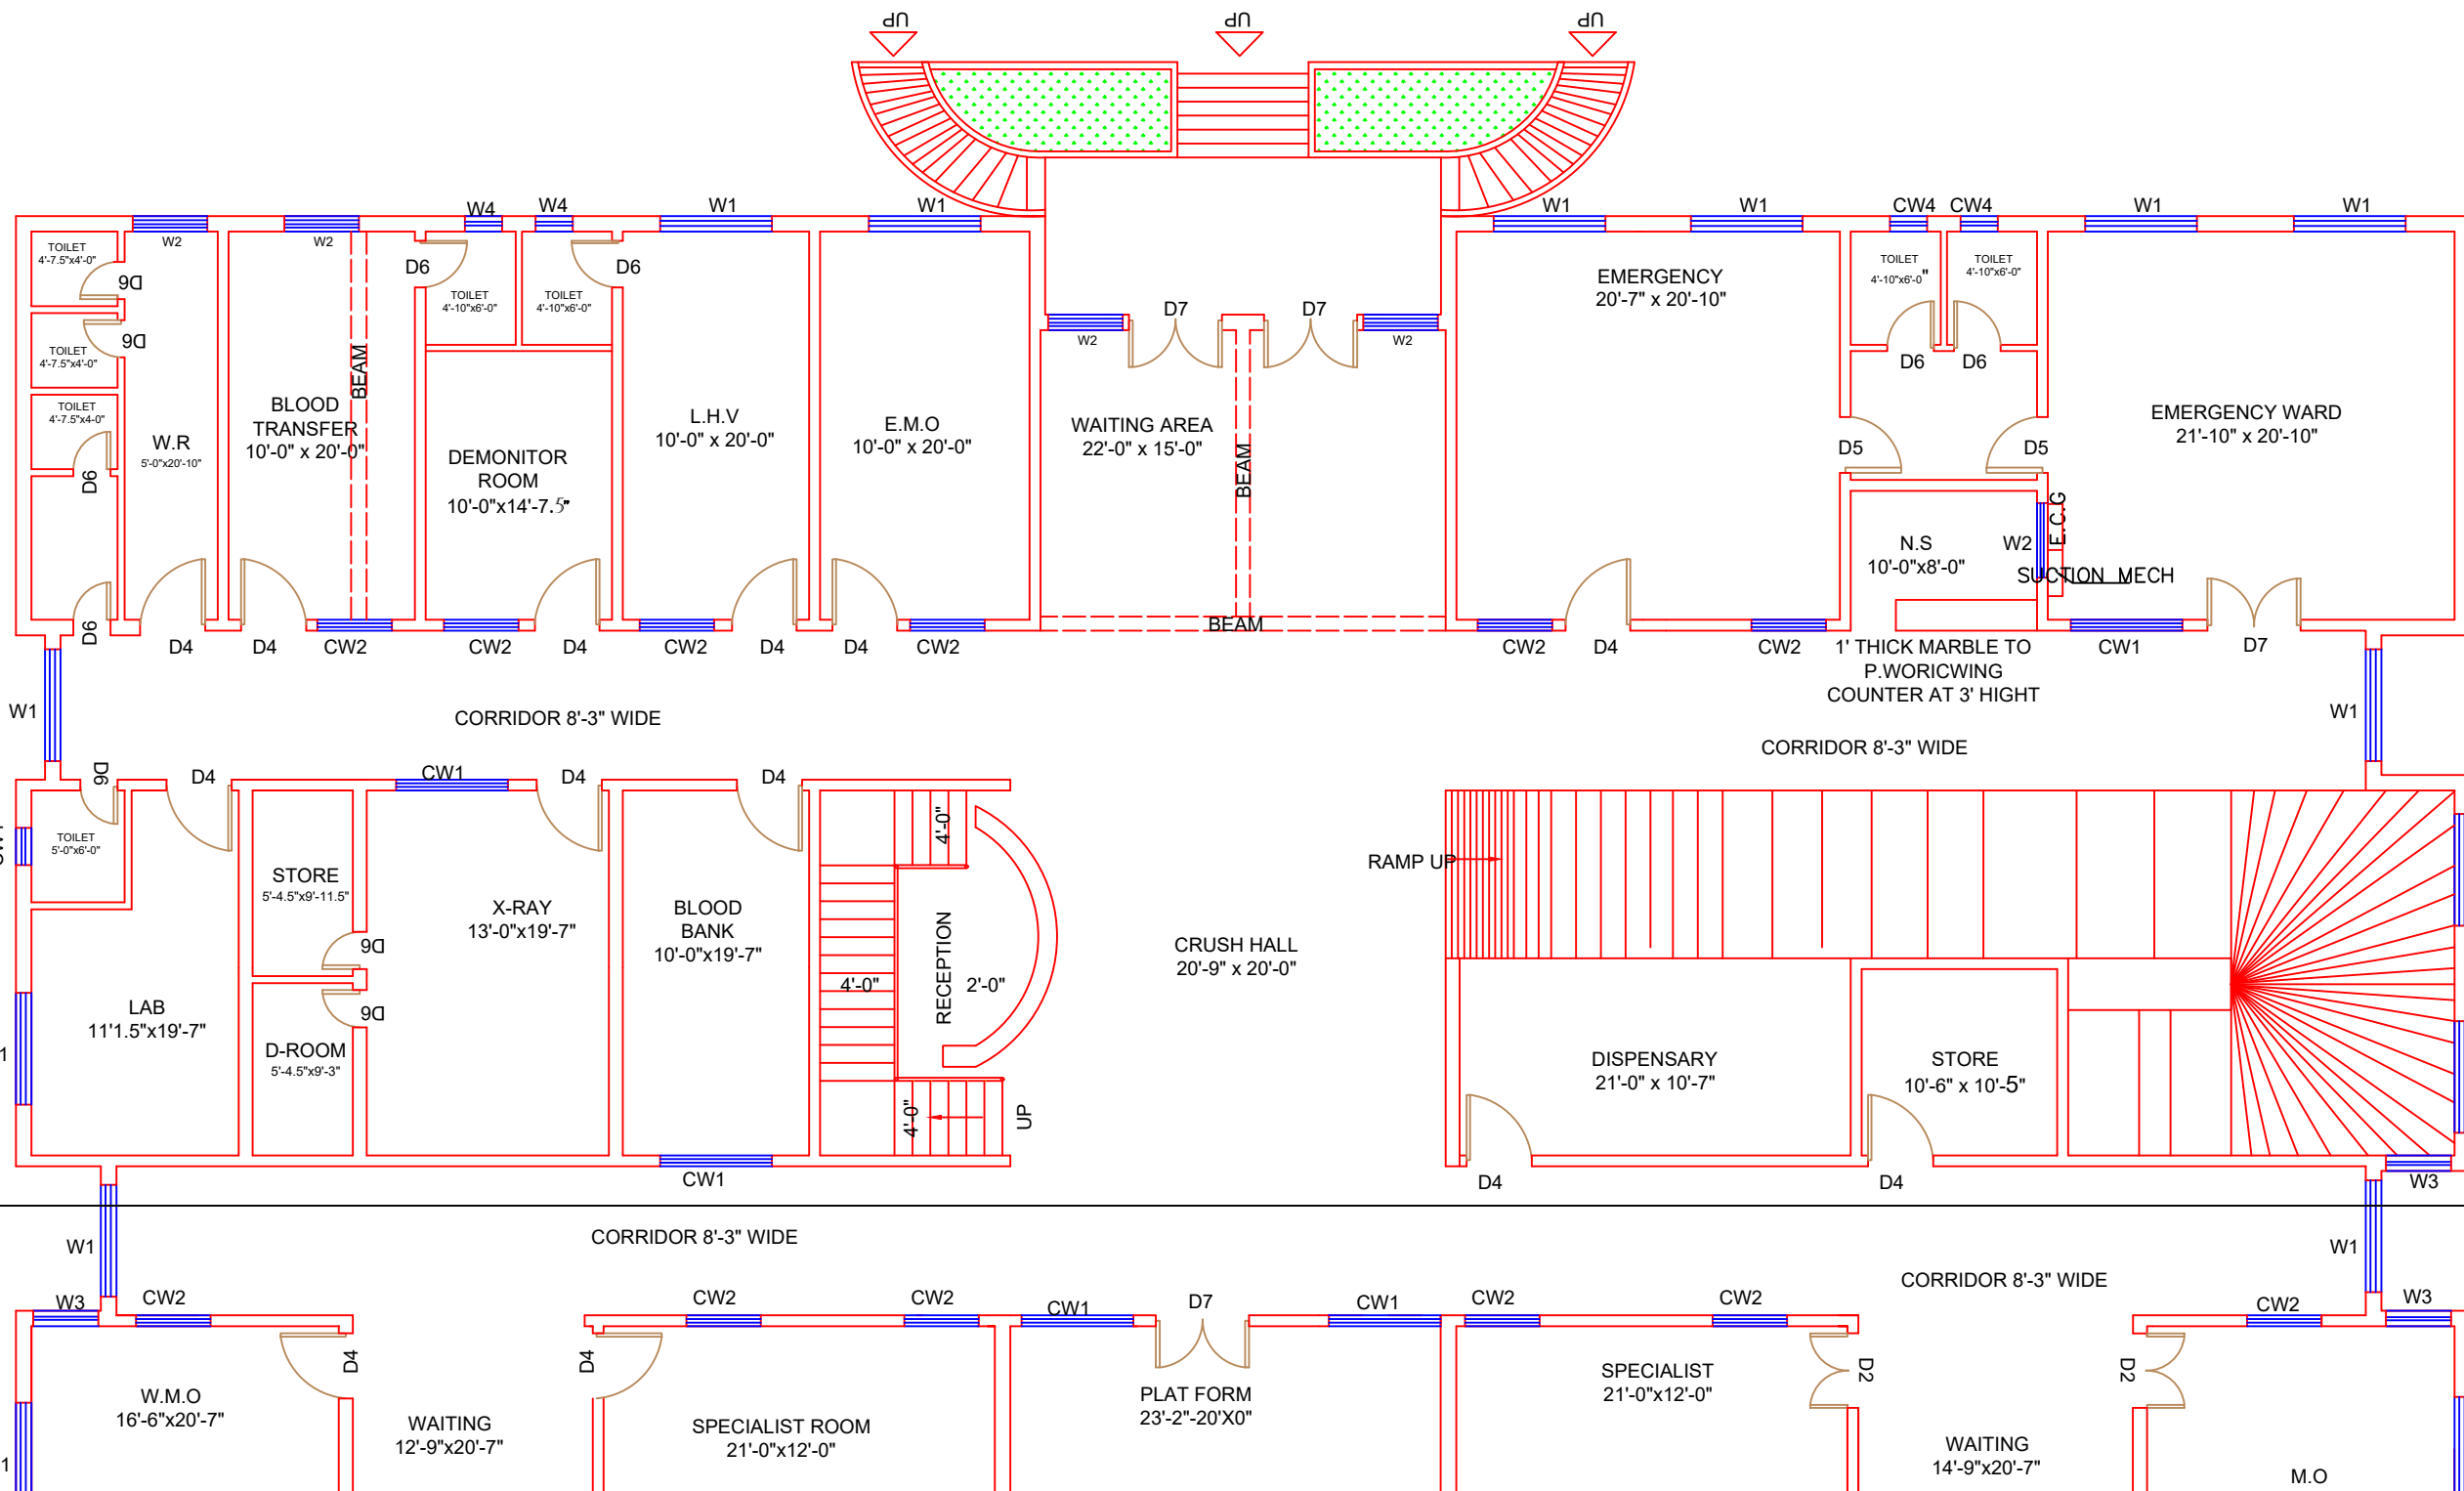 UP
UP
UP
W4
W4
W1
W1
W1
W1
CW4
CW4
W1
W1
W2
W2
TOILET
4'-7.5"x4'-0"
D6
D6
D6
TOILET
4'-10"x6'-0"
TOILET
4'-10"x6'-0"
TOILET
4'-10"x6'-0"
TOILET
4'-10"x6'-0"
EMERGENCY
20'-7" x 20'-10"
D7
D7
W2
W2
D6
TOILET
4'-7.5"x4'-0"
D6
D6
BEAM
TOILET
4'-7.5"x4-0"
BLOOD
TRANSFER
10'-0" x 20'-0"
W.R
5'-0"x20'-10"
DEMONITOR
ROOM
10'-0"x14'-7.5"
L.H.V
10'-0" x 20'-0"
E.M.O
10'-0" x 20'-0"
WAITING AREA
22'-0" x 15'-0"
BEAM
EMERGENCY WARD
21'-10" x 20'-10"
D5
D5
D6
E.C.G
N.S
10'-0"x8'-0"
W2
SUCTION MECH
BEAM
D6
D4
D4
CW2
CW2
D4
CW2
D4
D4
CW2
CW2
D4
CW2
1' THICK MARBLE TO
P.WORICWING
COUNTER AT 3' HIGHT
CW1
D7
W1
CORRIDOR 8'-3" WIDE
W1
CORRIDOR 8'-3" WIDE
D6
D4
CW1
D4
D4
TOILET
5'-0"x6'-0"
4'-0"
RAMP UP
STORE
5'-4.5"x9'-11.5"
X-RAY
13'-0"x19'-7"
BLOOD
BANK
10'-0"x19'-7"
D6
RECEPTION
CRUSH HALL
20'-9" x 20'-0"
4'-0"
2'-0"
LAB
11'1.5"x19'-7"
D6
D-ROOM
5'-4.5"x9'-3"
DISPENSARY
21'-0" x 10'-7"
STORE
10'-6" x 10'-5"
4'-0"
UP
CW1
D4
D4
W3
CORRIDOR 8'-3" WIDE
W1
W1
CORRIDOR 8'-3" WIDE
W3
CW2
CW2
CW2
CW1
D7
CW1
CW2
CW2
CW2
W3
D4
D4
D2
D2
W.M.O
16'-6"x20'-7"
WAITING
12'-9"x20'-7"
SPECIALIST ROOM
21'-0"x12'-0"
PLAT FORM
23'-2"-20'X0"
SPECIALIST
21'-0"x12'-0"
WAITING
14'-9"x20'-7"
M.O